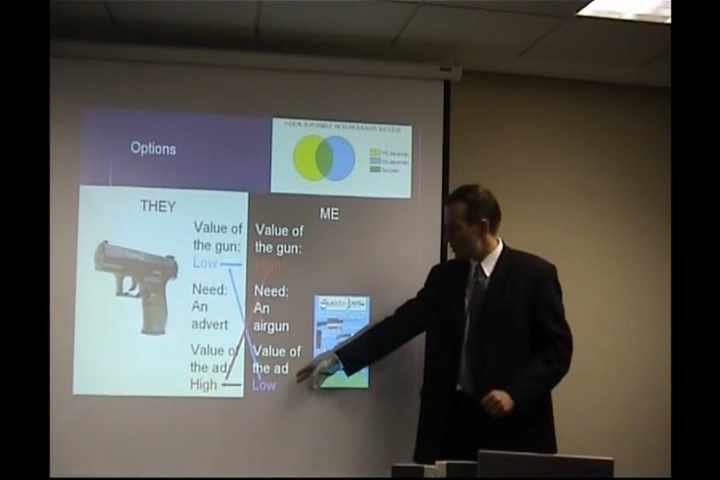 Options
THEY
Value of
the gun:
Low
Need:
An
advert
Value of
the ad:
High
ME
Value of
the gun:
High
Need:
An
airgun
Value of
the ad
Low